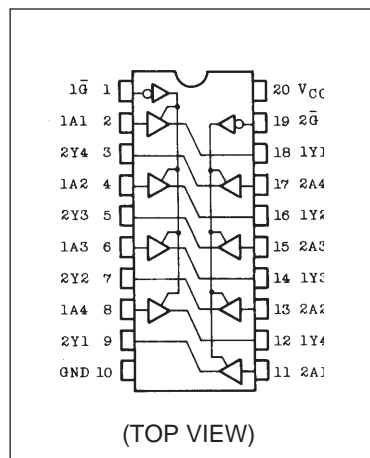 1G̅ 1 20 VCC
1A1 2 19 2G̅
2Y4 3 18 1Y1
1A2 4 17 2A4
2Y3 5 16 1Y2
1A3 6 15 2A3
2Y2 7 14 1Y3
1A4 8 13 2A2
2Y1 9 12 1Y4
GND 10 11 2A1
(TOP VIEW)